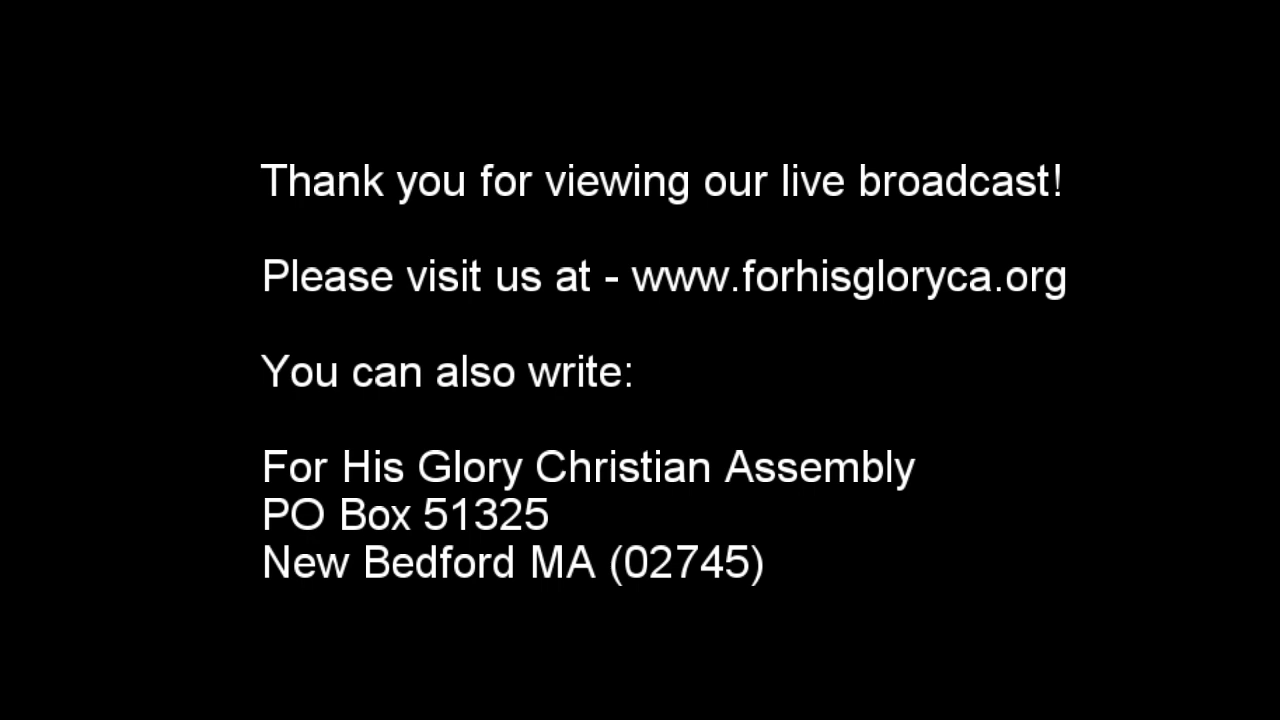 Thank you for viewing our live broadcast!
Please visit us at - www.forhisgloryca.org
You can also write:
For His Glory Christian Assembly
PO Box 51325
New Bedford MA (02745)